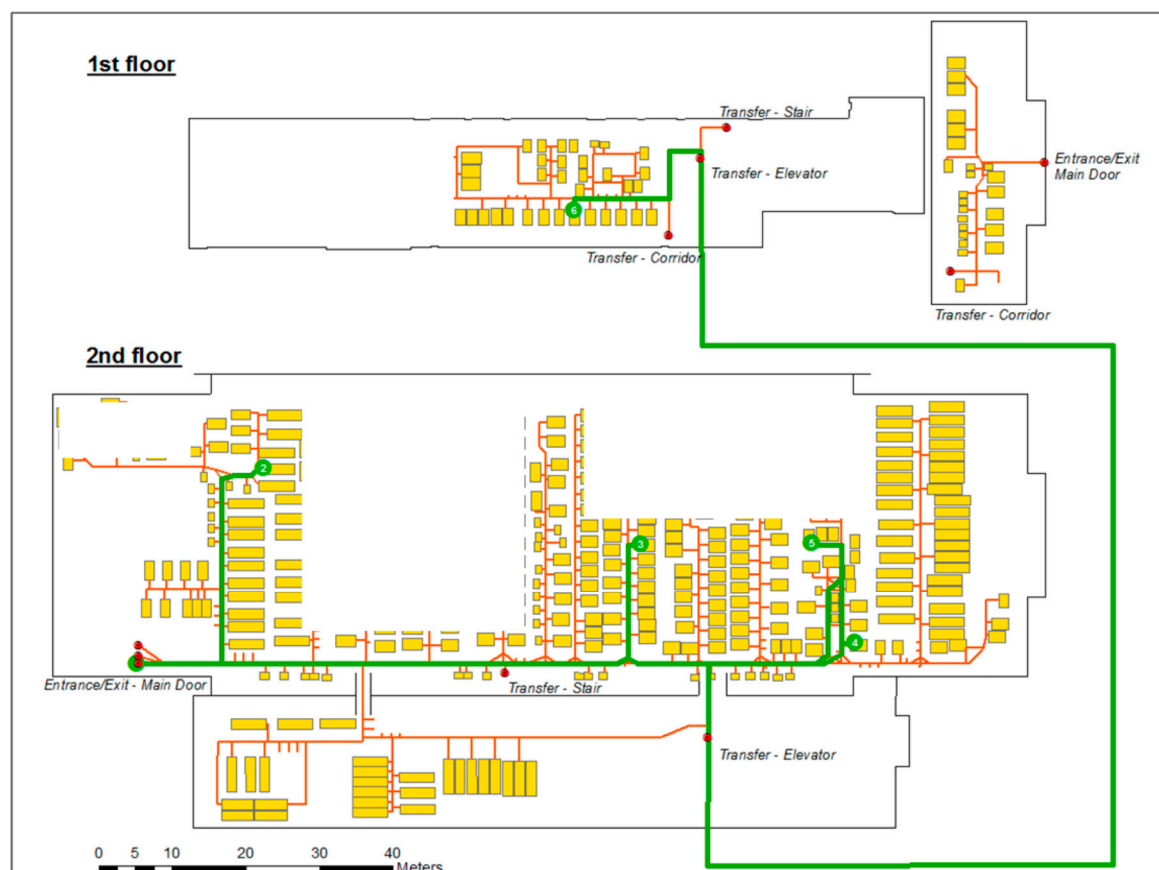 1st floor
Transfer - Stair
Entrance/Exit
Main Door
Transfer - Elevator
6
Transfer - Corridor
Transfer - Corridor
2nd floor
2
3
5
4
Entrance/Exit - Main Door
Transfer - Stair
Transfer - Elevator
0 5 10 20 30 40
Meters